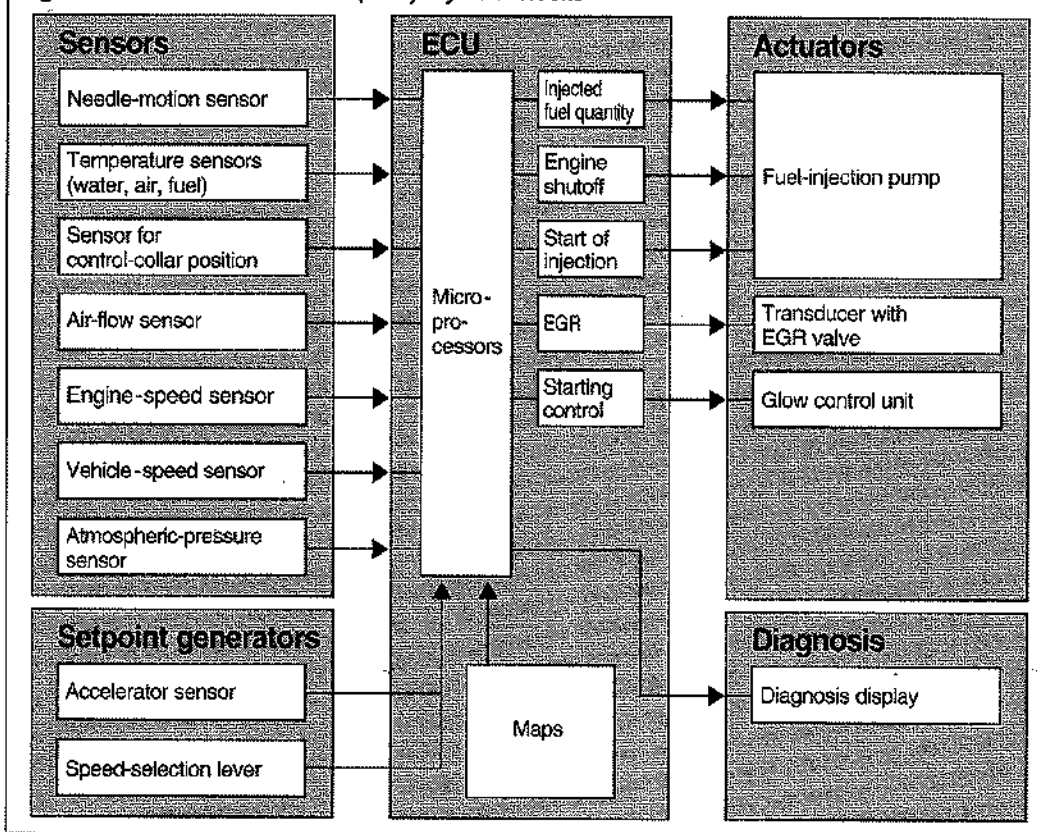 Sensors
Needle-motion sensor
Temperature sensors
(water, air, fuel)
Sensor for
control-collar position
Air-flow sensor
Engine-speed sensor
Vehicle-speed sensor
Atmospheric-pressure
sensor
Setpoint generators
Accelerator sensor
Speed-selection lever
ECU
Micro-
pro-
cessors
Injected
fuel quantity
Engine
shutoff
Start of
injection
EGR
Starting
control
Maps
Actuators
Fuel-injection pump
Transducer with
EGR valve
Glow control unit
Diagnosis
Diagnosis display